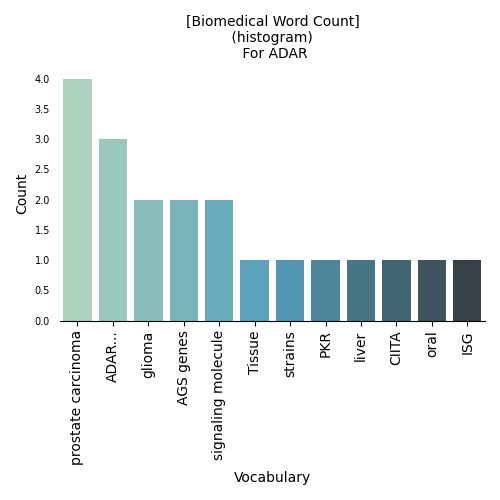 [Biomedical Word Count]
(histogram)
For ADAR
Count
4.0
3.5
3.0
2.5
2.0
1.5
1.0
0.5
0.0
prostate carcinoma
ADAR...
glioma
AGS genes
signaling molecule
Tissue
strains
PKR
liver
CIITA
oral
ISG
Vocabulary